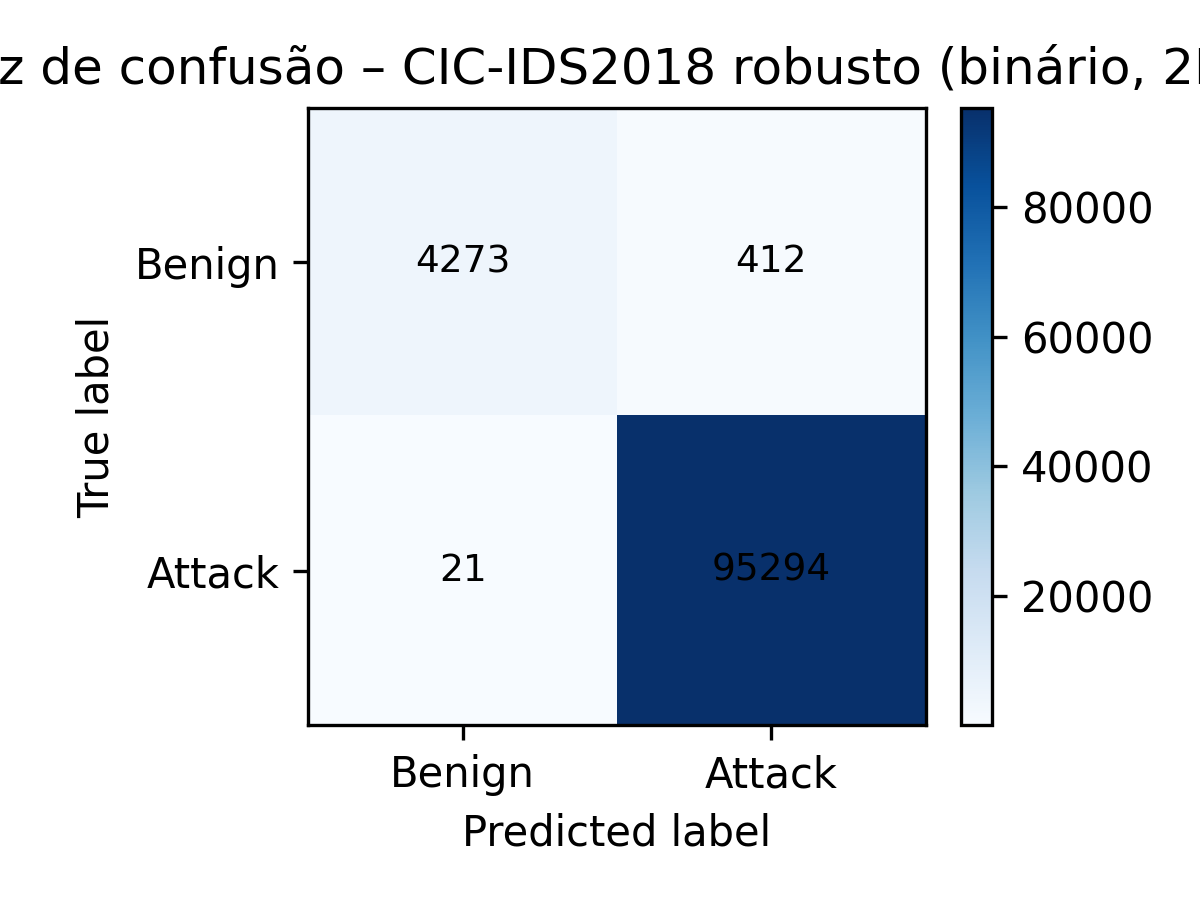 z de confusão – CIC-IDS2018 robusto (binário, 2
Benign
4273
412
Attack
21
95294
True label
Benign
Attack
Predicted label
80000
60000
40000
20000